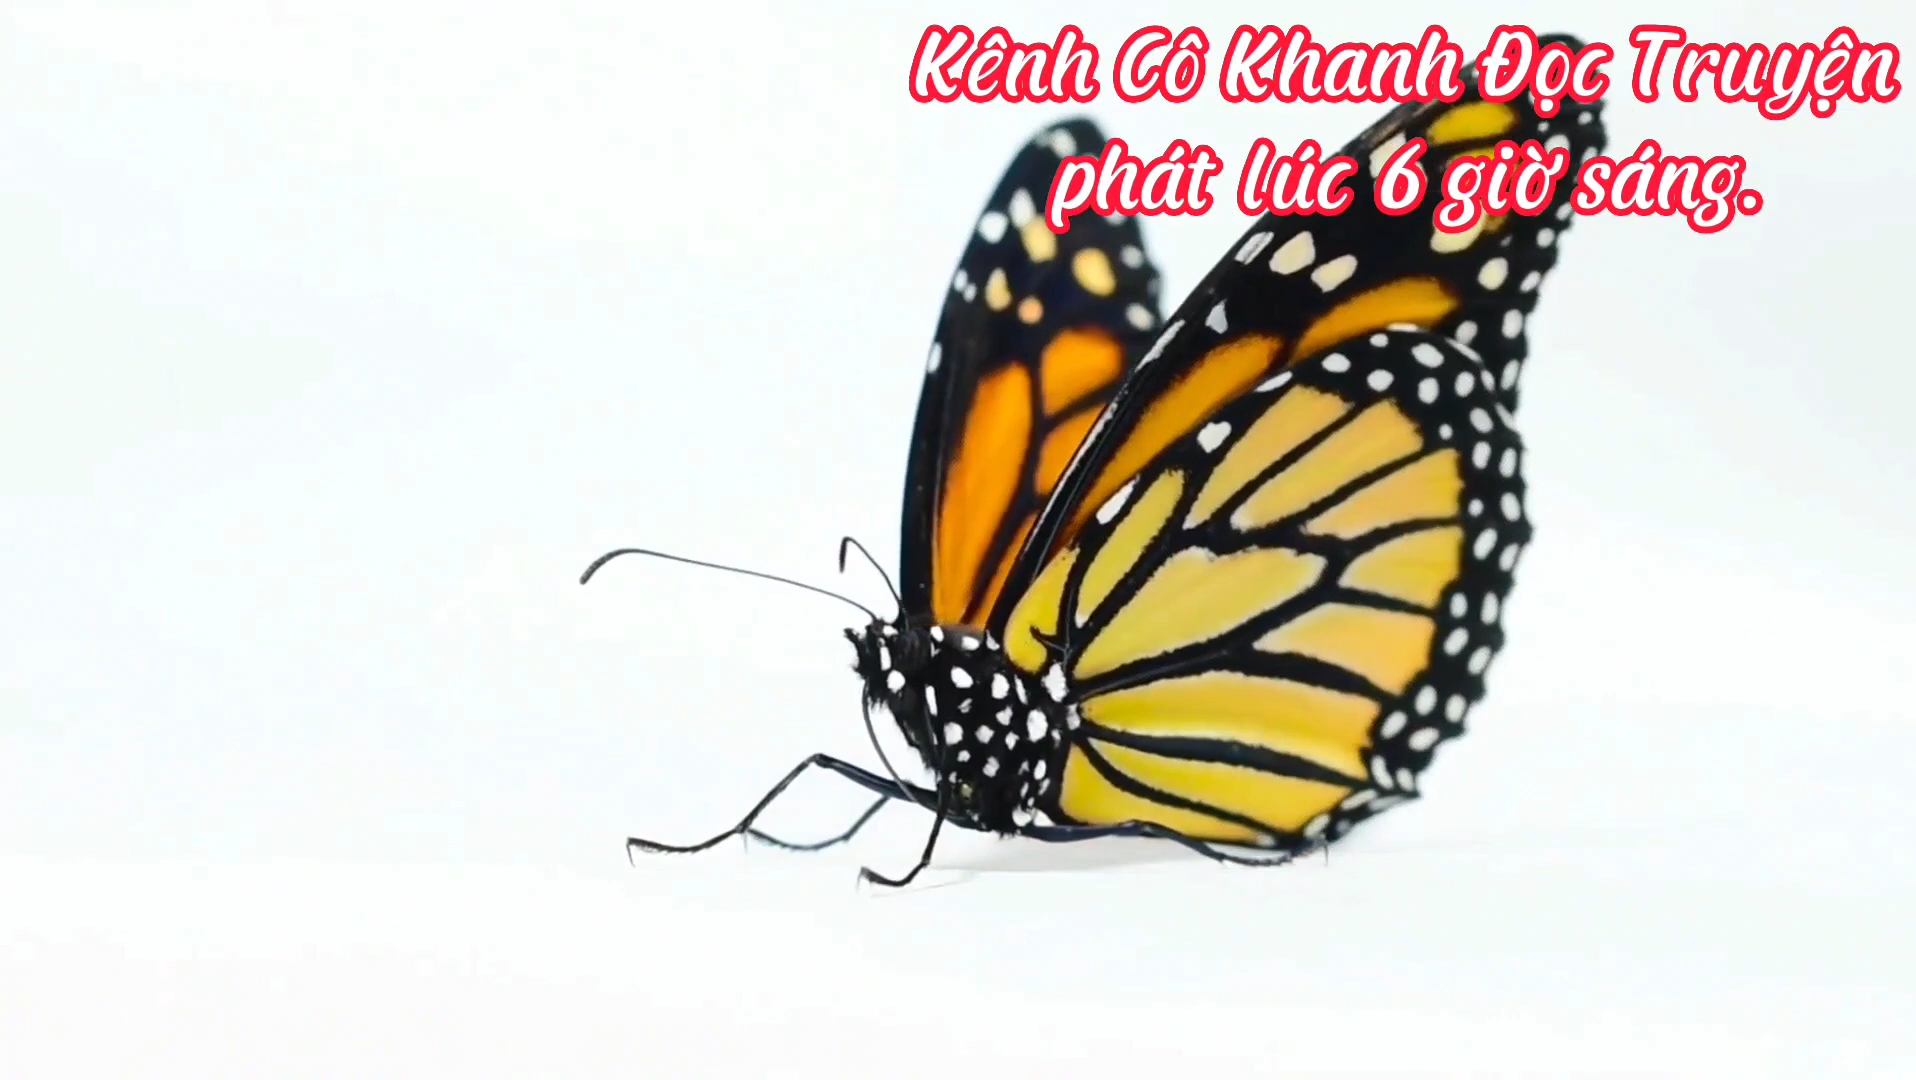 Kênh Cô Khanh Đọc Truyện
phát lúc 6 giờ sáng.